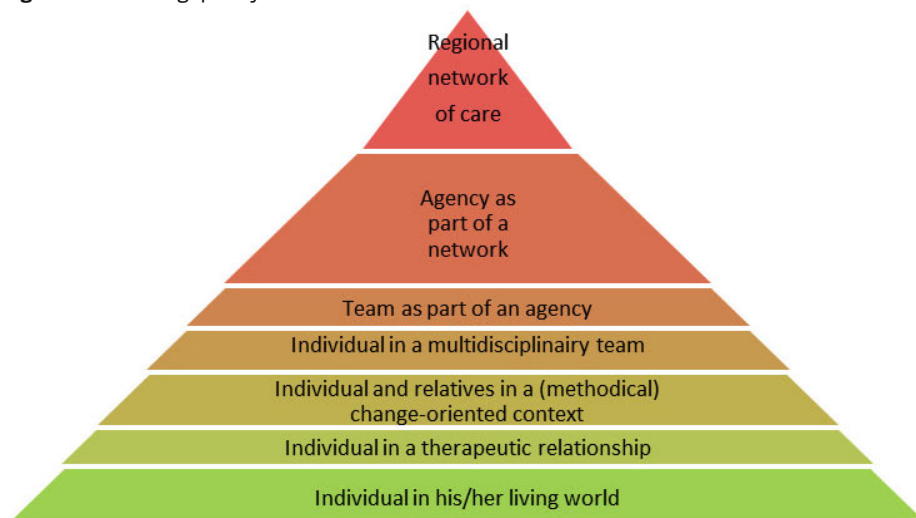 Regional
network
of care
Agency as
part of a
network
Team as part of an agency
Individual in a multidisciplinairy team
Individual and relatives in a (methodical)
change-oriented context
Individual in a therapeutic relationship
Individual in his/her living world